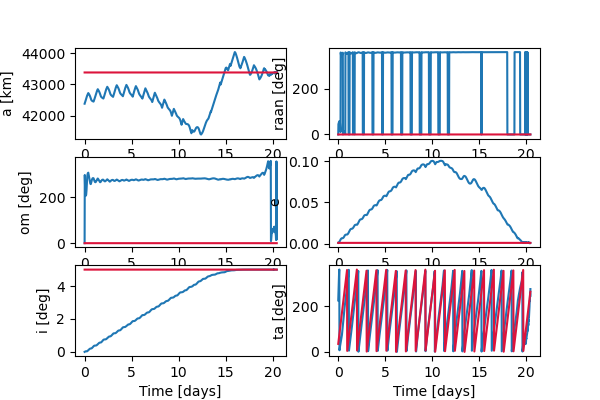 a [km]
44000
43000
42000
0 5 10 15 20
raan [deg]
200
0
0 5 10 15 20
om [deg]
200
0
0 5 10 15 20
e
0.10
0.05
0.00
0 5 10 15 20
i [deg]
4
2
0
0 5 10 15 20
Time [days]
ta [deg]
200
0
0 5 10 15 20
Time [days]